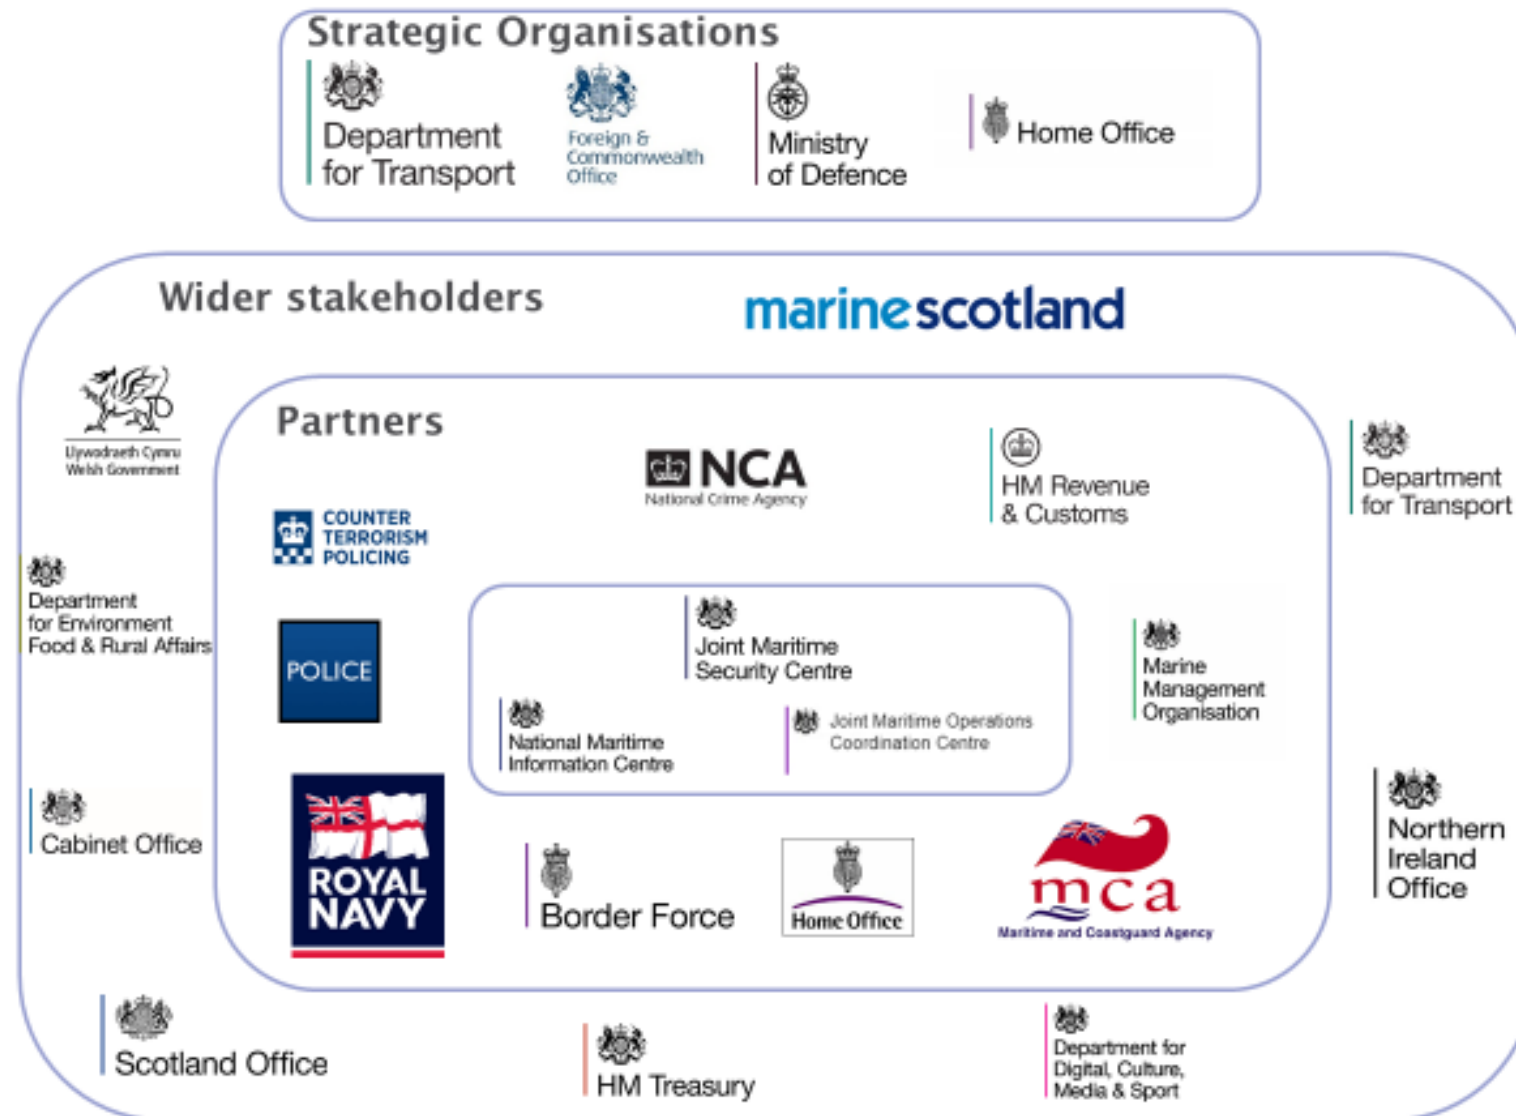 Strategic Organisations
Department
for Transport
Foreign &
Commonwealth
Office
Ministry
of Defence
Home Office
Wider stakeholders
marinescotland
Llywodraeth Cymru
Welsh Government
Partners
NCA
National Crime Agency
HM Revenue
& Customs
Department
for Transport
COUNTER
TERRORISM
POLICING
Department
for Environment
Food & Rural Affairs
POLICE
Joint Maritime
Security Centre
Marine
Management
Organisation
National Maritime
Information Centre
Joint Maritime Operations
Coordination Centre
Cabinet Office
ROYAL
NAVY
Border Force
Home Office
mca
Maritime and Coastguard Agency
Northern
Ireland
Office
Scotland Office
HM Treasury
Department for
Digital, Culture,
Media & Sport